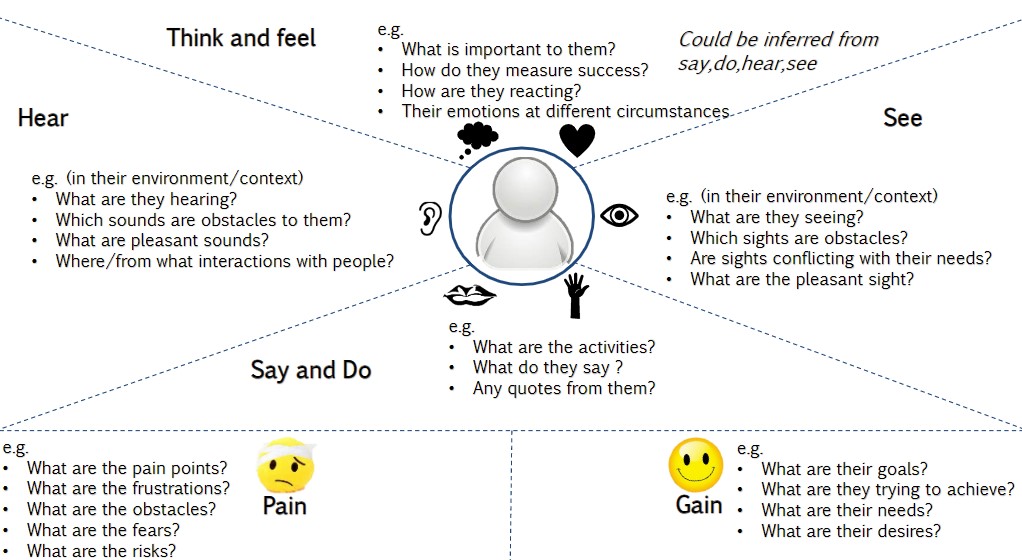 Think and feel
e.g.
• What is important to them?
• How do they measure success?
• How are they reacting?
• Their emotions at different circumstances
Could be inferred from
say,do,hear,see
Hear
e.g. (in their environment/context)
• What are they hearing?
• Which sounds are obstacles to them?
• What are pleasant sounds?
• Where/from what interactions with people?
See
e.g. (in their environment/context)
• What are they seeing?
• Which sights are obstacles?
• Are sights conflicting with their needs?
• What are the pleasant sight?
Say and Do
e.g.
• What are the activities?
• What do they say ?
• Any quotes from them?
e.g.
• What are the pain points?
• What are the frustrations?
• What are the obstacles?
• What are the fears?
• What are the risks?
Pain
Gain
e.g.
• What are their goals?
• What are they trying to achieve?
• What are their needs?
• What are their desires?